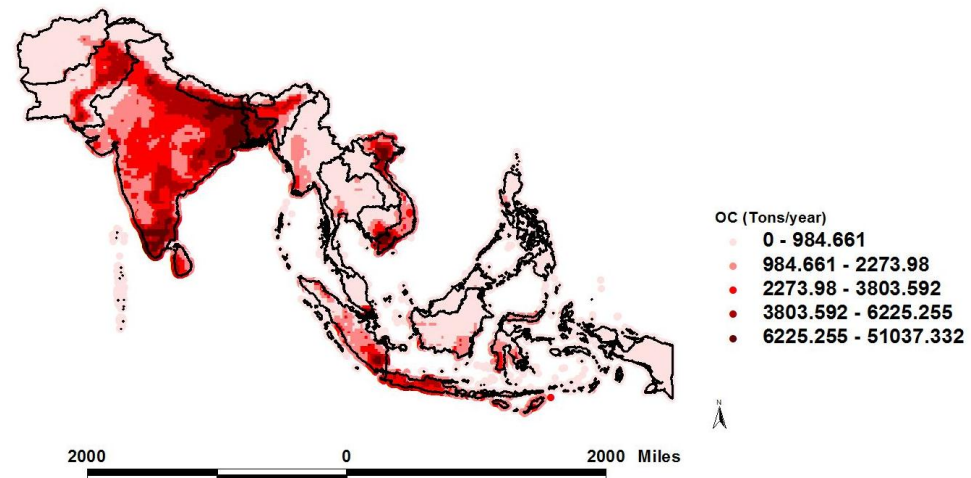 OC (Tons/year)
0 - 984.661
984.661 - 2273.98
2273.98 - 3803.592
3803.592 - 6225.255
6225.255 - 51037.332
N
2000 0 2000 Miles